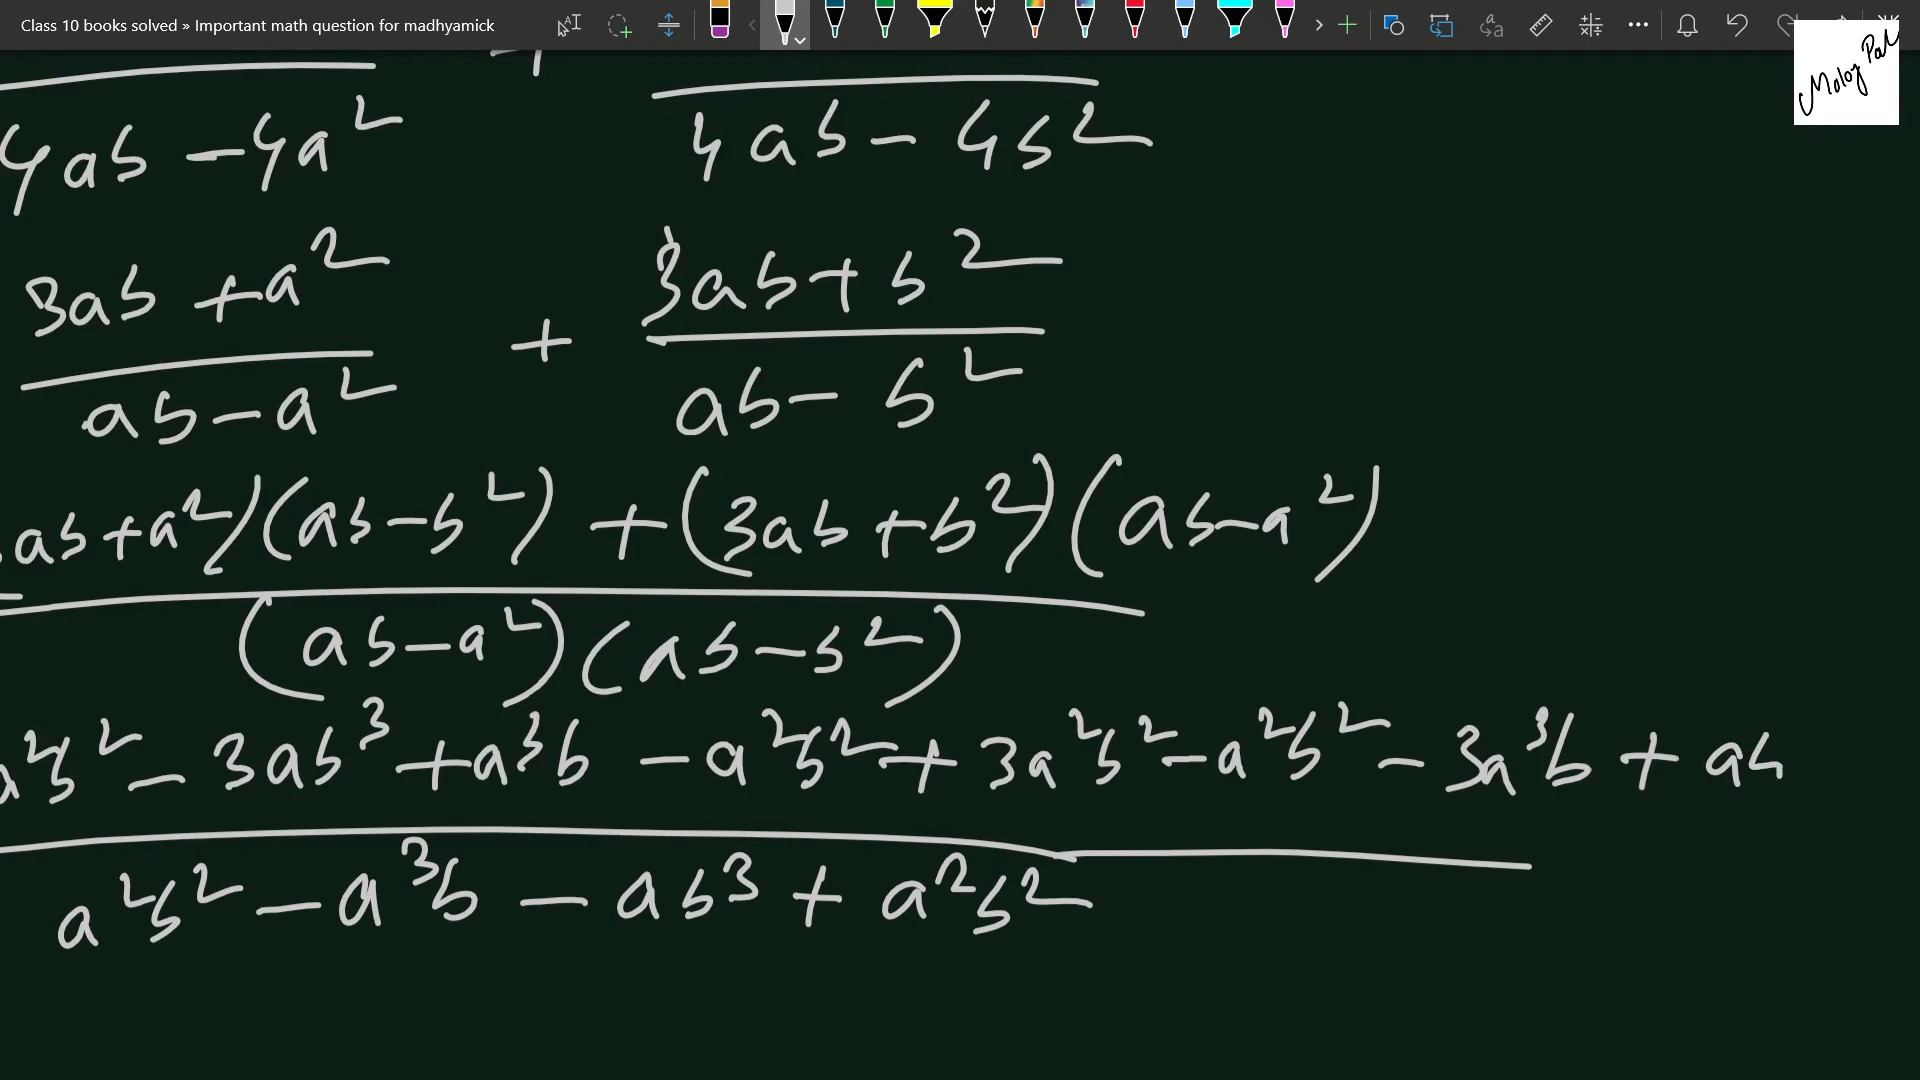 Class 10 books solved » Important math question for madhyamick
Moloy Pal
4ab - 4a² 4ab - 4b²
3ab + a² + 3ab + b²
ab - a² ab - b²
ab + a²)(ab - b²) + (3ab + b²)(ab - a²)
(ab - a²)(ab - b²)
a²b² - 3ab³ + a³b - a²b² + 3a²b² - a²b² - 3a³b + ab
a²b² - a³b - ab³ + a²b²